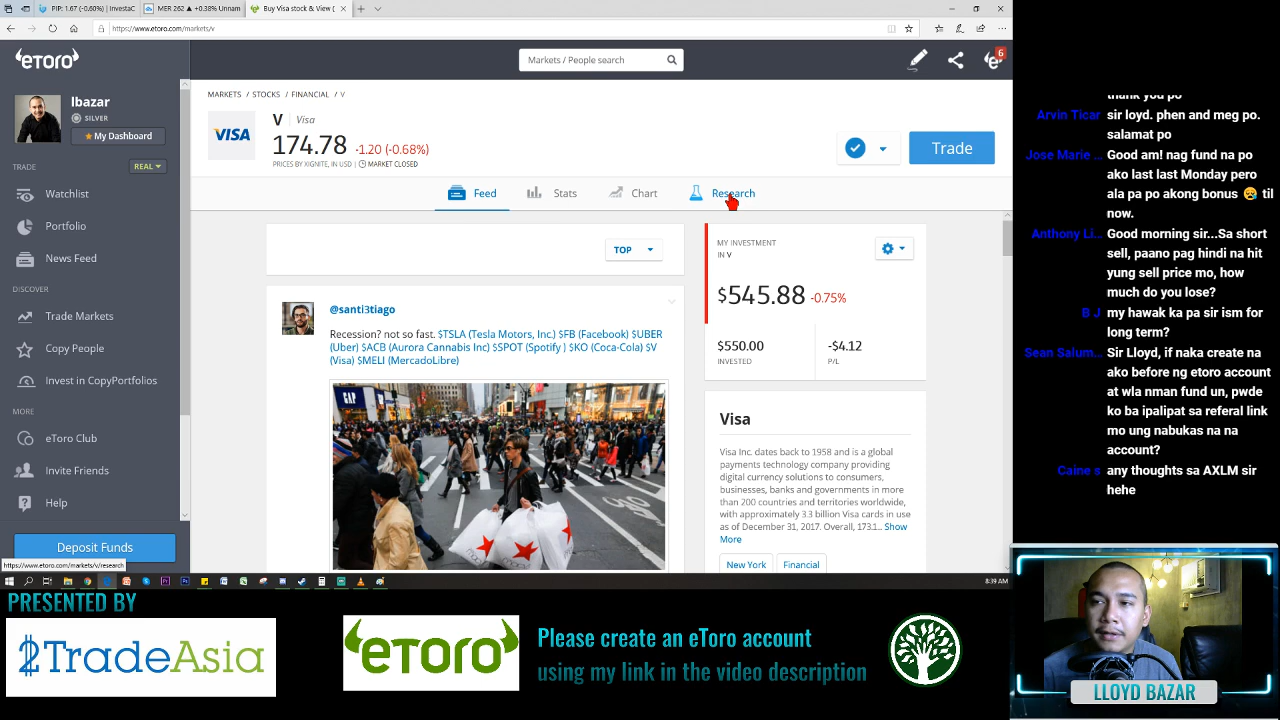 PIP: 1.67 (-0.60%) | InvestaC
MER 262 ▲ +0.38% Unnam
Buy Visa stock & View (
https://www.etoro.com/markets/v
eToro
Markets / People search
6
lbazar
SILVER
★ My Dashboard
TRADE
REAL
Watchlist
Portfolio
News Feed
DISCOVER
Trade Markets
Copy People
Invest in CopyPortfolios
MORE
eToro Club
Invite Friends
Help
Deposit Funds
https://www.etoro.com/markets/v/research
MARKETS / STOCKS / FINANCIAL / V
VISA
V | Visa
174.78 -1.20 (-0.68%)
PRICES BY XIGNITE, IN USD | MARKET CLOSED
Trade
Feed
Stats
Chart
Research
TOP
@santi3tiago
Recession? not so fast. $TSLA (Tesla Motors, Inc.) $FB (Facebook) $UBER
(Uber) $ACB (Aurora Cannabis Inc) $SPOT (Spotify ) $KO (Coca-Cola) $V
(Visa) $MELI (MercadoLibre)
GAP
MY INVESTMENT
IN V
$545.88 -0.75%
$550.00
INVESTED
-$4.12
P/L
Visa
Visa Inc. dates back to 1958 and is a global
payments technology company providing
digital currency solutions to consumers,
businesses, banks and governments in more
than 200 countries and territories worldwide,
with approximately 3.3 billion Visa cards in use
as of December 31, 2017. Overall, 173.1... Show
More
New York
Financial
8:39 AM
thank you po
Arvin Ticar sir loyd. phen and meg po.
salamat po
Jose Marie ... Good am! nag fund na po
ako last last Monday pero
ala pa po akong bonus 😢 til
now.
Anthony Li... Good morning sir...Sa short
sell, paano pag hindi na hit
yung sell price mo, how
much do you lose?
B J my hawak ka pa sir ism for
long term?
Sean Salum... Sir Lloyd, if naka create na
ako before ng etoro account
at wla nman fund un, pwde
ko ba ipalipat sa referal link
mo ung nabukas na na
account?
Caine s any thoughts sa AXLM sir
hehe
PRESENTED BY
2TradeAsia
eToro
Please create an eToro account
using my link in the video description
LLOYD BAZAR